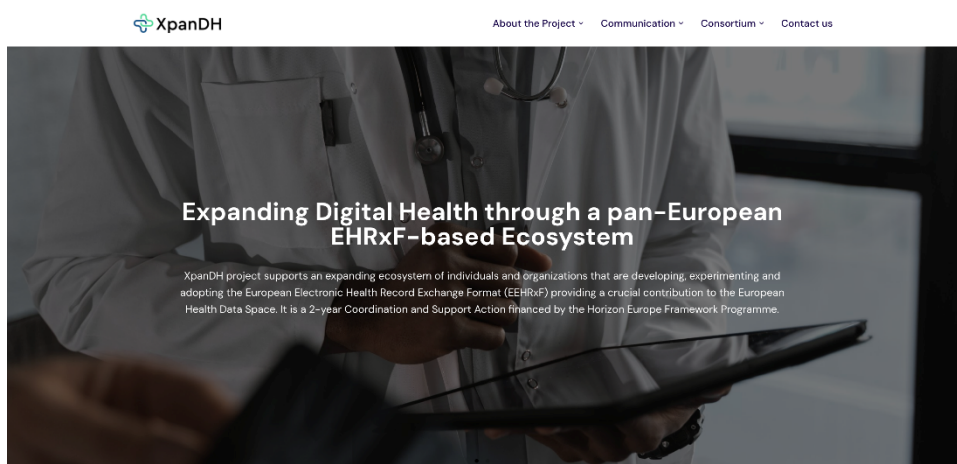 XpanDH
About the Project
Communication
Consortium
Contact us
Expanding Digital Health through a pan-European
EHRxF-based Ecosystem
XpanDH project supports an expanding ecosystem of individuals and organizations that are developing, experimenting and
adopting the European Electronic Health Record Exchange Format (EEHRxF) providing a crucial contribution to the European
Health Data Space. It is a 2-year Coordination and Support Action financed by the Horizon Europe Framework Programme.